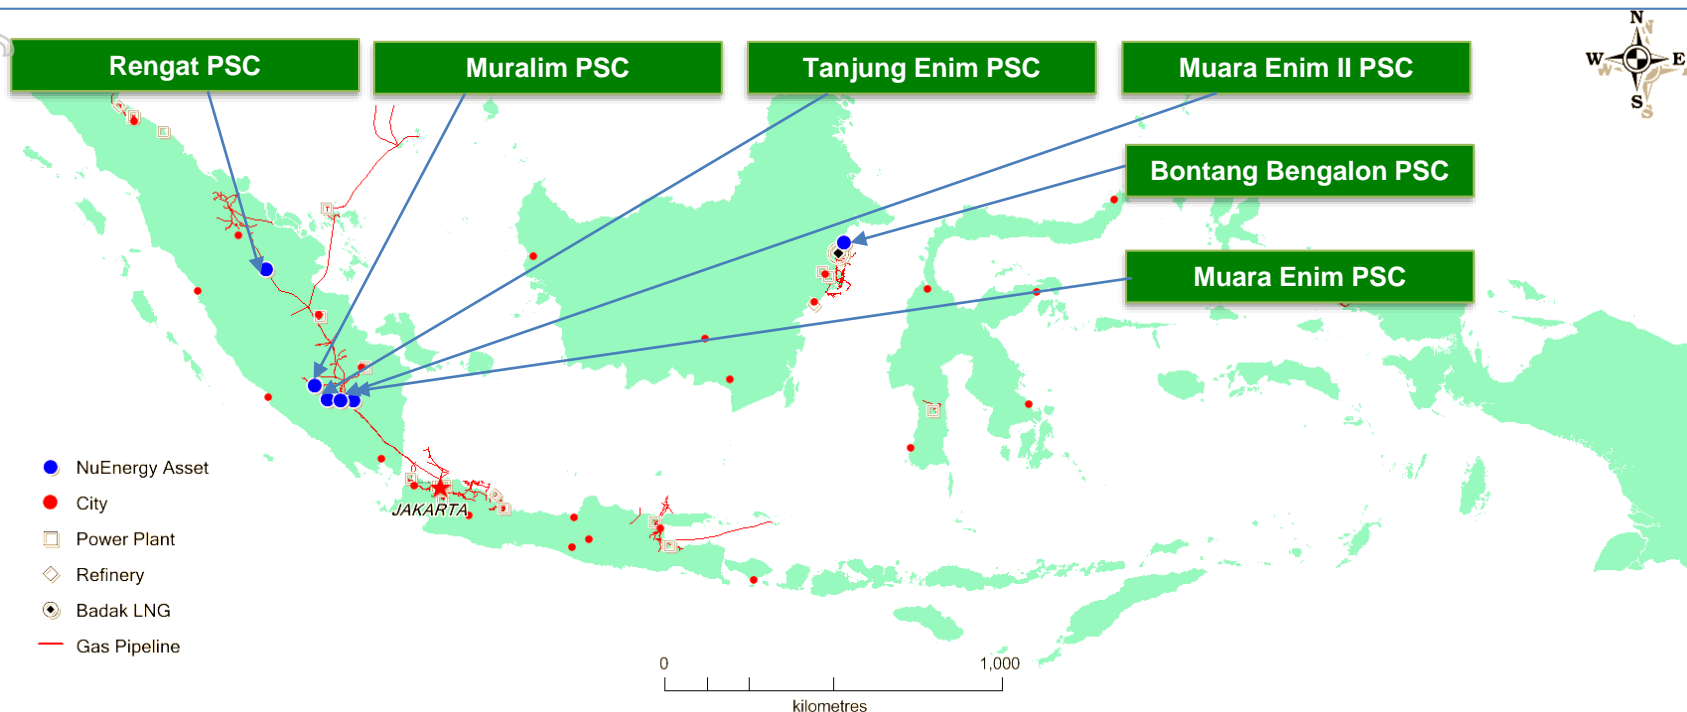 N
W E
S
Rengat PSC
Muralim PSC
Tanjung Enim PSC
Muara Enim II PSC
Bontang Bengalon PSC
Muara Enim PSC
NuEnergy Asset
City
Power Plant
Refinery
Badak LNG
Gas Pipeline
JAKARTA
0 1,000
kilometres